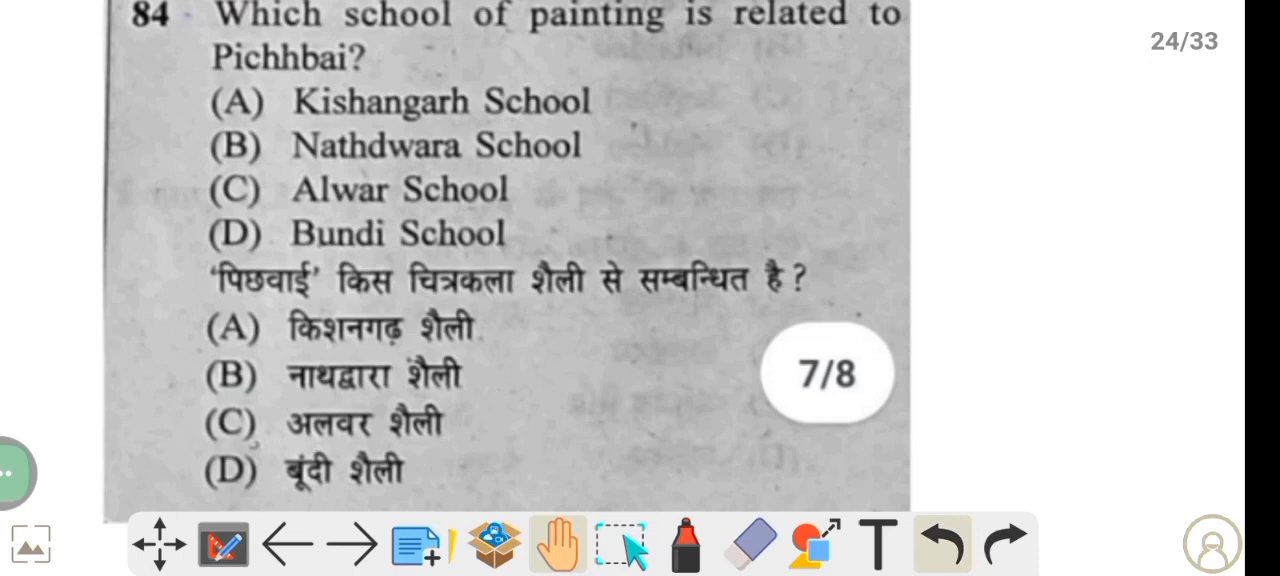 84 Which school of painting is related to
24/33
Pichhbai?
(A) Kishangarh School
(B) Nathdwara School
(C) Alwar School
(D) Bundi School
'पिछवाई' किस चित्रकला शैली से सम्बन्धित है ?
(A) किशनगढ़ शैली
(B) नाथद्वारा शैली
7/8
(C) अलवर शैली
(D) बूंदी शैली
T